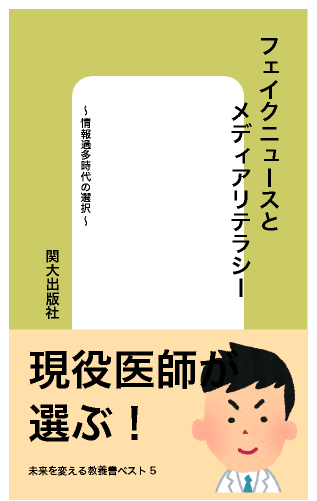 フェイクニュースと
メディアリテラシー
～情報過多時代の選択～
関大出版社
現役医師が
選ぶ！
未来を変える教養書ベスト5